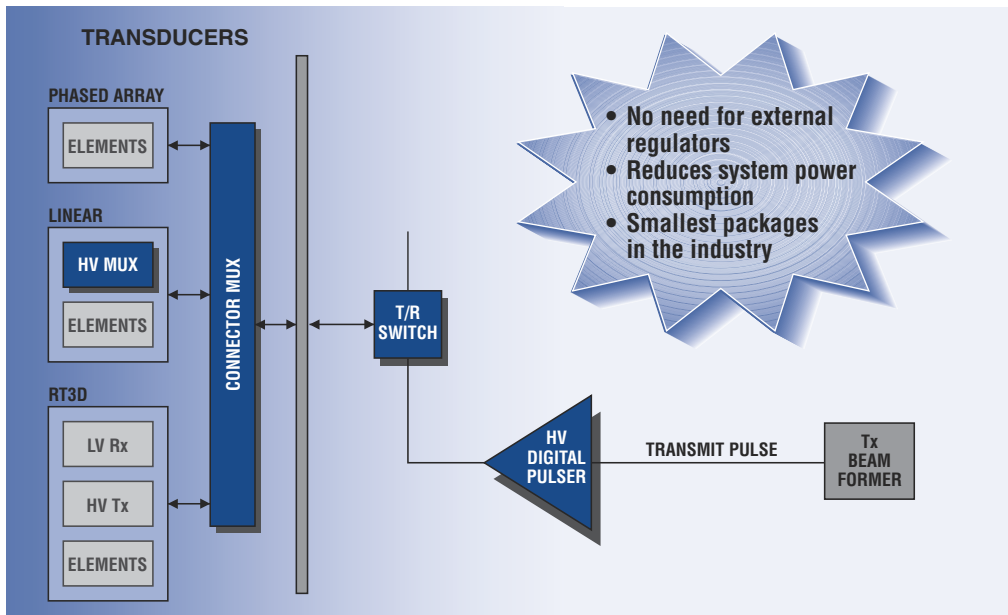 TRANSDUCERS
PHASED ARRAY
ELEMENTS
LINEAR
HV MUX
ELEMENTS
RT3D
LV Rx
HV Tx
ELEMENTS
CONNECTOR MUX
T/R
SWITCH
HV
DIGITAL
PULSER
TRANSMIT PULSE
Tx
BEAM
FORMER
• No need for external
regulators
• Reduces system power
consumption
• Smallest packages
in the industry